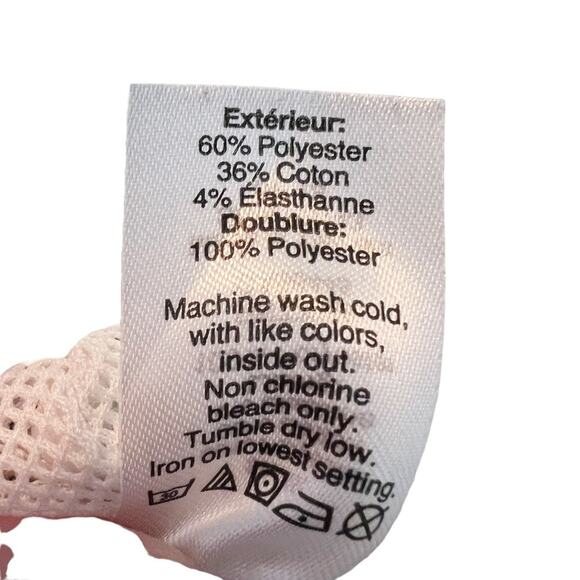 Extérieur:
60% Polyester
36% Coton
4% Élasthanne
Doublure:
100% Polyester
Machine wash cold,
with like colors,
inside out.
Non chlorine
bleach only.
Tumble dry low.
Iron on lowest setting.
30